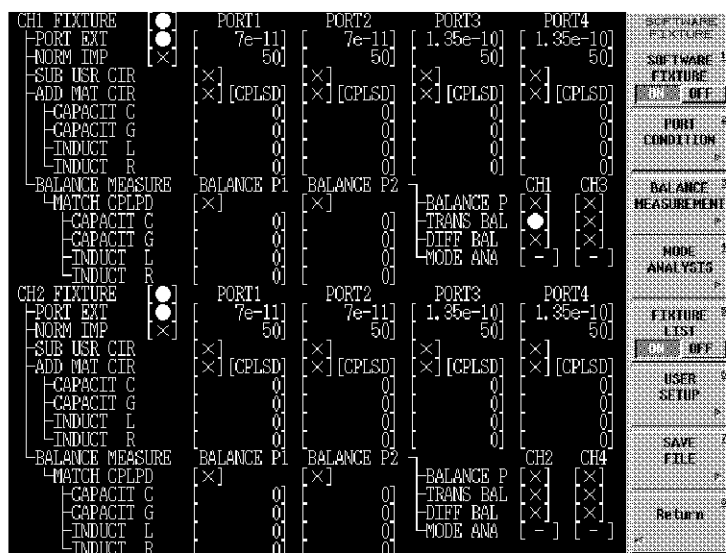 CH1 FIXTURE [●] PORT1 PORT2 PORT3 PORT4
PORT EXT [●] [ 7e-11] [ 7e-11] [ 1.35e-10] [ 1.35e-10]
NORM IMP [×] [ 50] [ 50] [ 50] [ 50]
SUB USR CIR [×] [×] [×] [×]
ADD MAT CIR [×] [CPLSD] [×] [CPLSD] [×] [CPLSD] [×] [CPLSD]
CAPACIT C [ 0] [ 0] [ 0] [ 0]
CAPACIT G [ 0] [ 0] [ 0] [ 0]
INDUCT L [ 0] [ 0] [ 0] [ 0]
INDUCT R [ 0] [ 0] [ 0] [ 0]
BALANCE MEASURE BALANCE P1 BALANCE P2 CH1 CH3
MATCH CPLPD [×] [×] BALANCE P [×] [×]
CAPACIT C [ 0] [ 0] TRANS BAL [●] [×]
CAPACIT G [ 0] [ 0] DIFF BAL [×] [×]
INDUCT L [ 0] [ 0] MODE ANA [ - ] [ - ]
INDUCT R [ 0] [ 0]
CH2 FIXTURE [●] PORT1 PORT2 PORT3 PORT4
PORT EXT [●] [ 7e-11] [ 7e-11] [ 1.35e-10] [ 1.35e-10]
NORM IMP [×] [ 50] [ 50] [ 50] [ 50]
SUB USR CIR [×] [×] [×] [×]
ADD MAT CIR [×] [CPLSD] [×] [CPLSD] [×] [CPLSD] [×] [CPLSD]
CAPACIT C [ 0] [ 0] [ 0] [ 0]
CAPACIT G [ 0] [ 0] [ 0] [ 0]
INDUCT L [ 0] [ 0] [ 0] [ 0]
INDUCT R [ 0] [ 0] [ 0] [ 0]
BALANCE MEASURE BALANCE P1 BALANCE P2 CH2 CH4
MATCH CPLPD [×] [×] BALANCE P [×] [×]
CAPACIT C [ 0] [ 0] TRANS BAL [×] [×]
CAPACIT G [ 0] [ 0] DIFF BAL [×] [×]
INDUCT L [ 0] [ 0] MODE ANA [ - ] [ - ]
INDUCT R [ 0] [ 0]
SOFTWARE
FIXTURE
SOFTWARE
FIXTURE
ON OFF
PORT
CONDITION
BALANCE
MEASUREMENT
MODE
ANALYSIS
FIXTURE
LIST
ON OFF
USER
SETUP
SAVE
FILE
Return